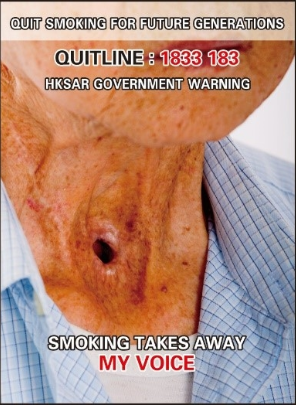 QUIT SMOKING FOR FUTURE GENERATIONS
QUITLINE : 1833 183
HKSAR GOVERNMENT WARNING
SMOKING TAKES AWAY
MY VOICE